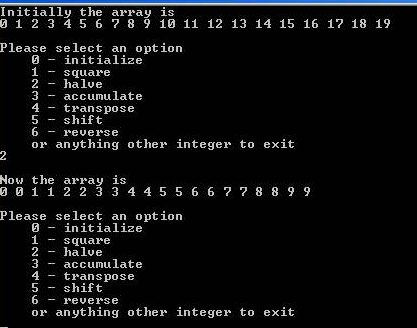 Initially the array is
0 1 2 3 4 5 6 7 8 9 10 11 12 13 14 15 16 17 18 19
Please select an option
0 - initialize
1 - square
2 - halve
3 - accumulate
4 - transpose
5 - shift
6 - reverse
or anything other integer to exit
2
Now the array is
0 0 1 1 2 2 3 3 4 4 5 5 6 6 7 7 8 8 9 9
Please select an option
0 - initialize
1 - square
2 - halve
3 - accumulate
4 - transpose
5 - shift
6 - reverse
or anything other integer to exit